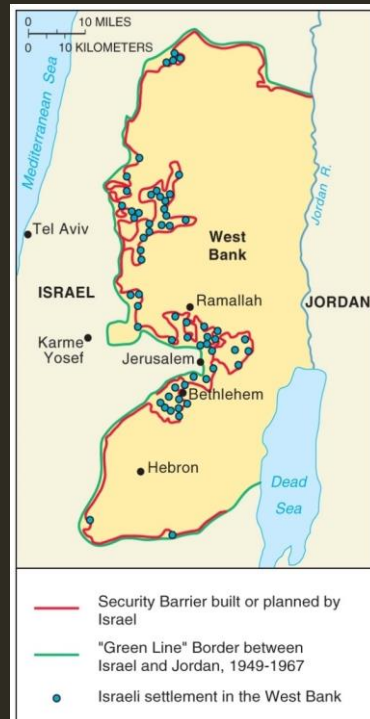 0 10 MILES
0 10 KILOMETERS
Mediterranean Sea
Jordan R.
Tel Aviv
West
Bank
ISRAEL
Ramallah
JORDAN
Karme
Yosef
Jerusalem
Bethlehem
Hebron
Dead
Sea
Security Barrier built or planned by
Israel
"Green Line" Border between
Israel and Jordan, 1949-1967
Israeli settlement in the West Bank